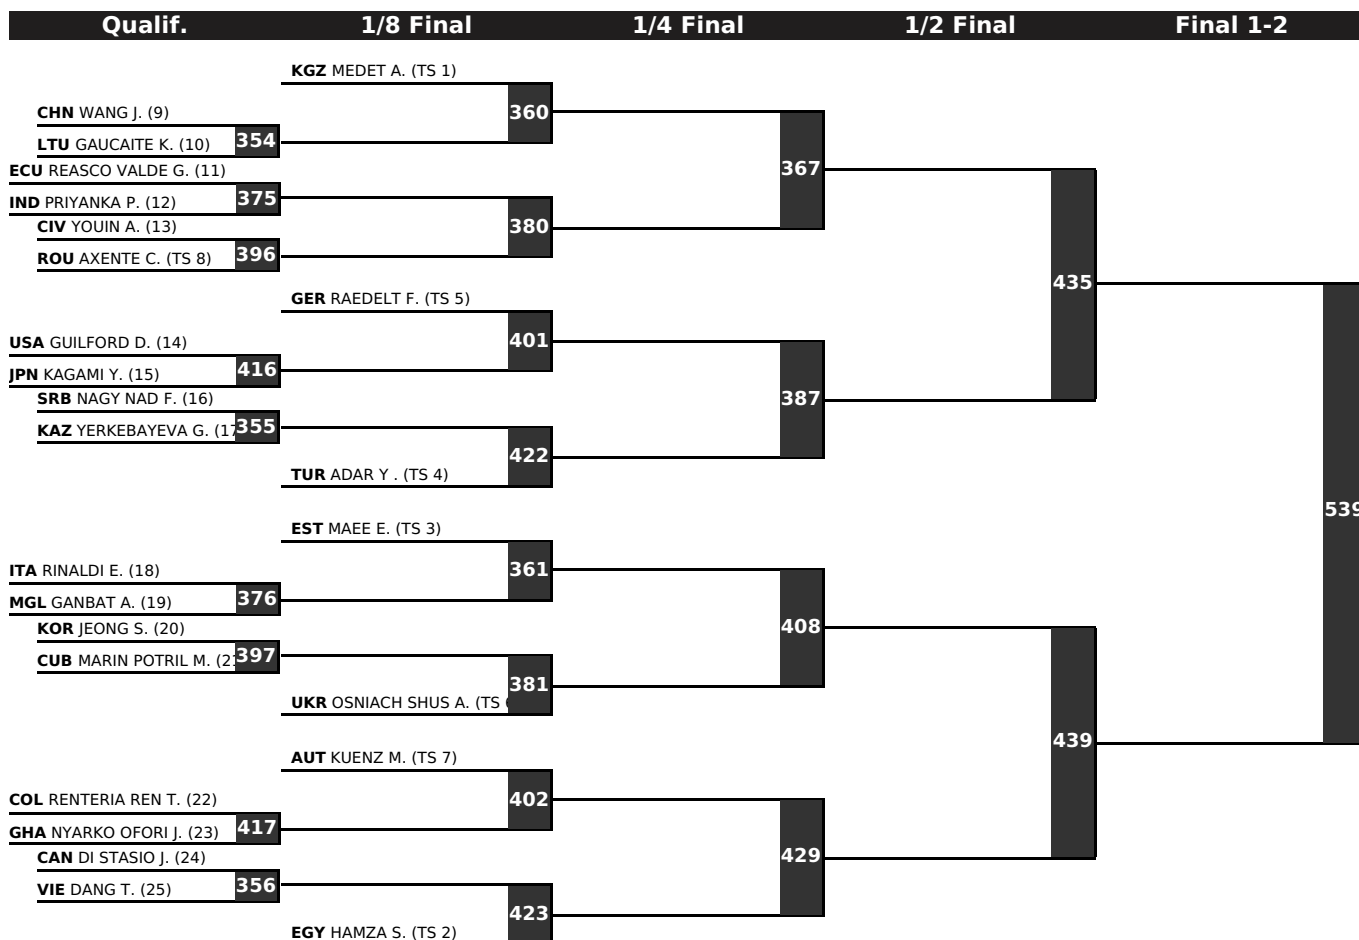 Qualif. 1/8 Final 1/4 Final 1/2 Final Final 1-2
KGZ MEDET A. (TS 1)
CHN WANG J. (9)
360
354
LTU GAUCAITE K. (10)
ECU REASCO VALDE G. (11)
367
375
IND PRIYANKA P. (12)
CIV YOUIN A. (13)
380
396
ROU AXENTE C. (TS 8)
435
GER RAEDELT F. (TS 5)
401
USA GUILFORD D. (14)
416
JPN KAGAMI Y. (15)
387
SRB NAGY NAD F. (16)
355
KAZ YERKEBAYEVA G. (17
422
TUR ADAR Y . (TS 4)
539
EST MAEE E. (TS 3)
361
ITA RINALDI E. (18)
376
MGL GANBAT A. (19)
408
KOR JEONG S. (20)
397
CUB MARIN POTRIL M. (21
381
UKR OSNIACH SHUS A. (TS 6
439
AUT KUENZ M. (TS 7)
402
COL RENTERIA REN T. (22)
417
GHA NYARKO OFORI J. (23)
429
CAN DI STASIO J. (24)
356
VIE DANG T. (25)
423
EGY HAMZA S. (TS 2)